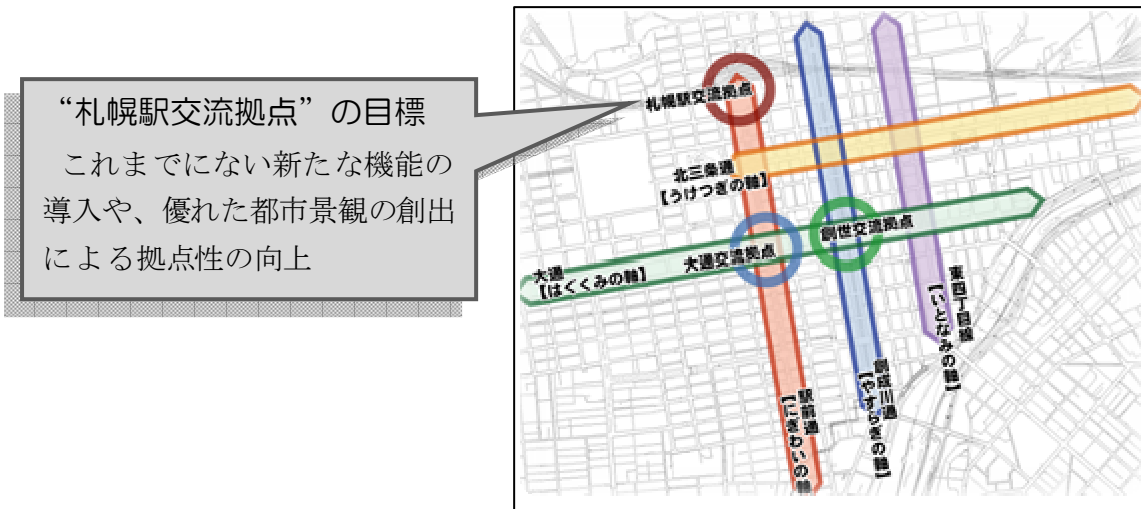 “札幌駅交流拠点”の目標
これまでにない新たな機能の
導入や、優れた都市景観の創出
による拠点性の向上
札幌駅交流拠点
北三条通
【うけつぎの軸】
創世交流拠点
大通交流拠点
大通
【はぐくみの軸】
東四丁目線
【いとなみの軸】
創成川通
【やすらぎの軸】
駅前通
【にぎわいの軸】